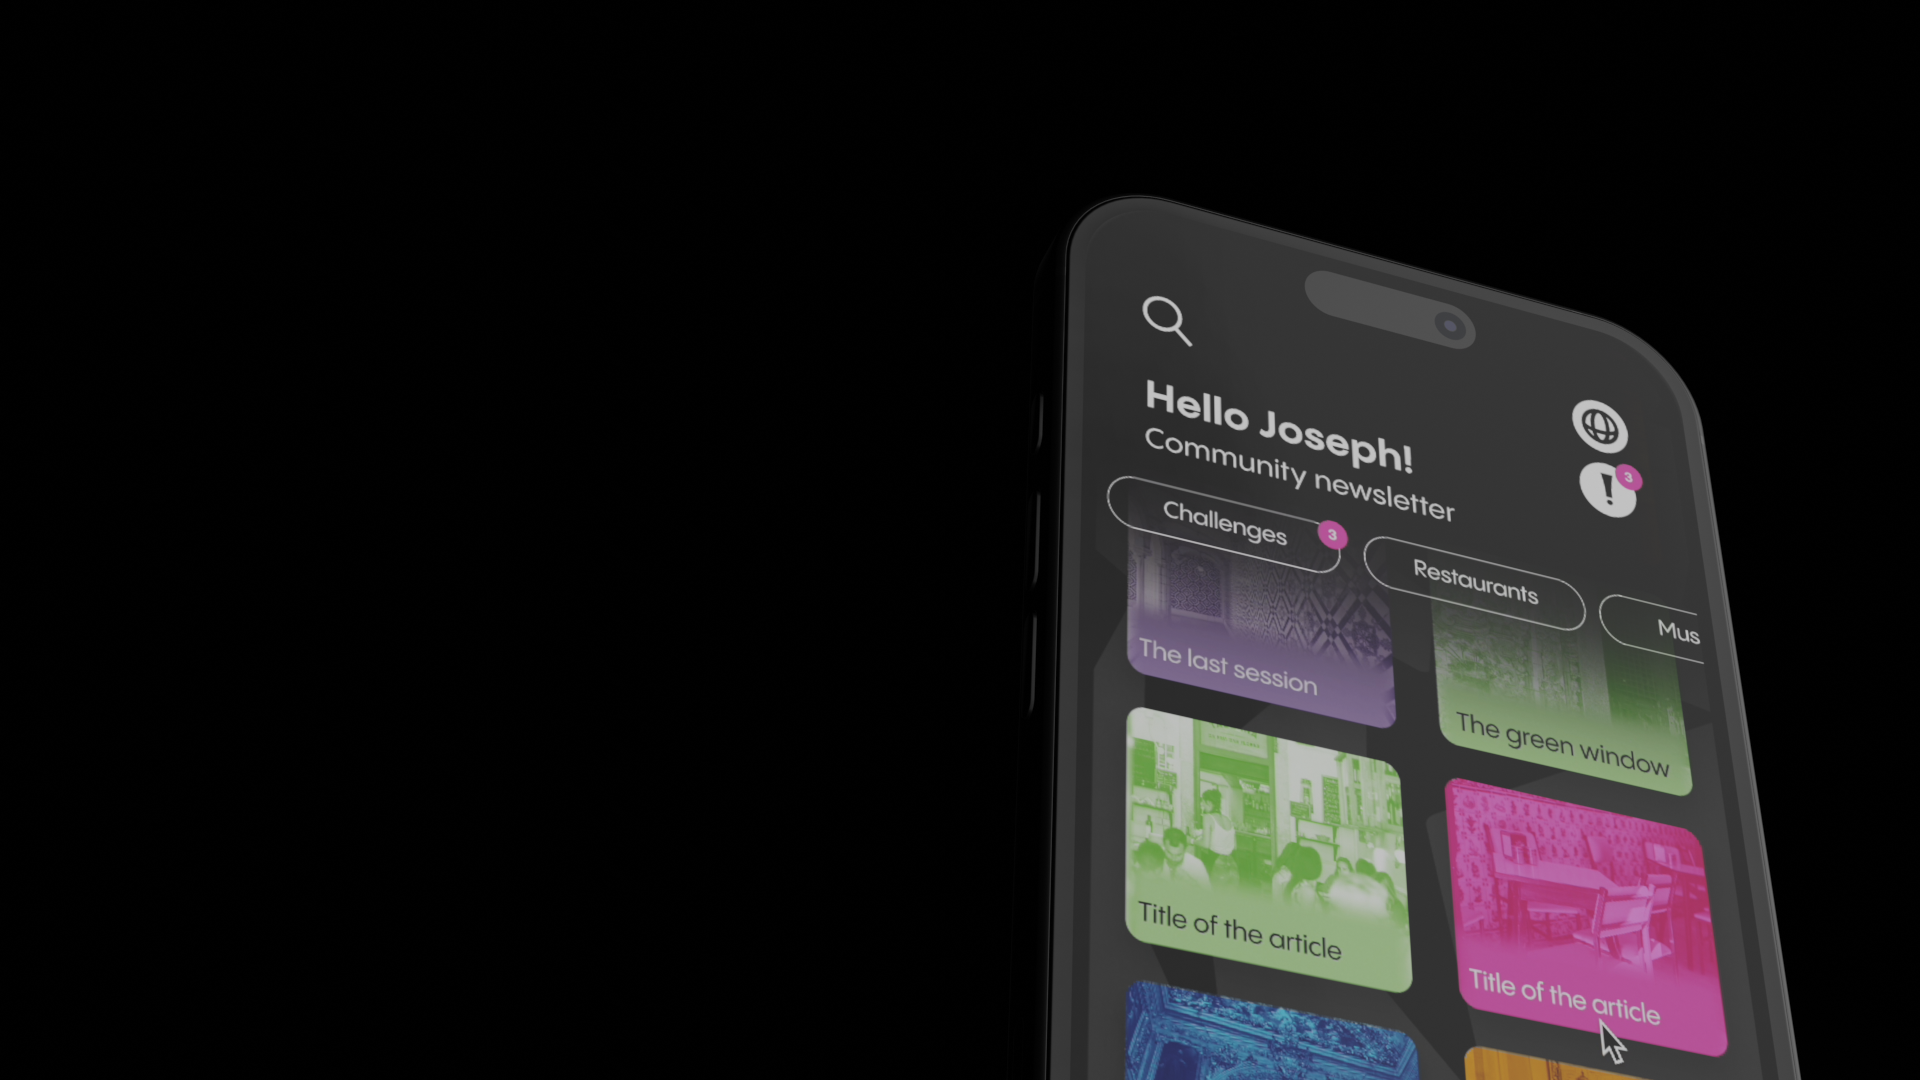 Hello Joseph!
Community newsletter
!
3
Challenges
3
Restaurants
Mus
The last session
The green window
Title of the article
Title of the article